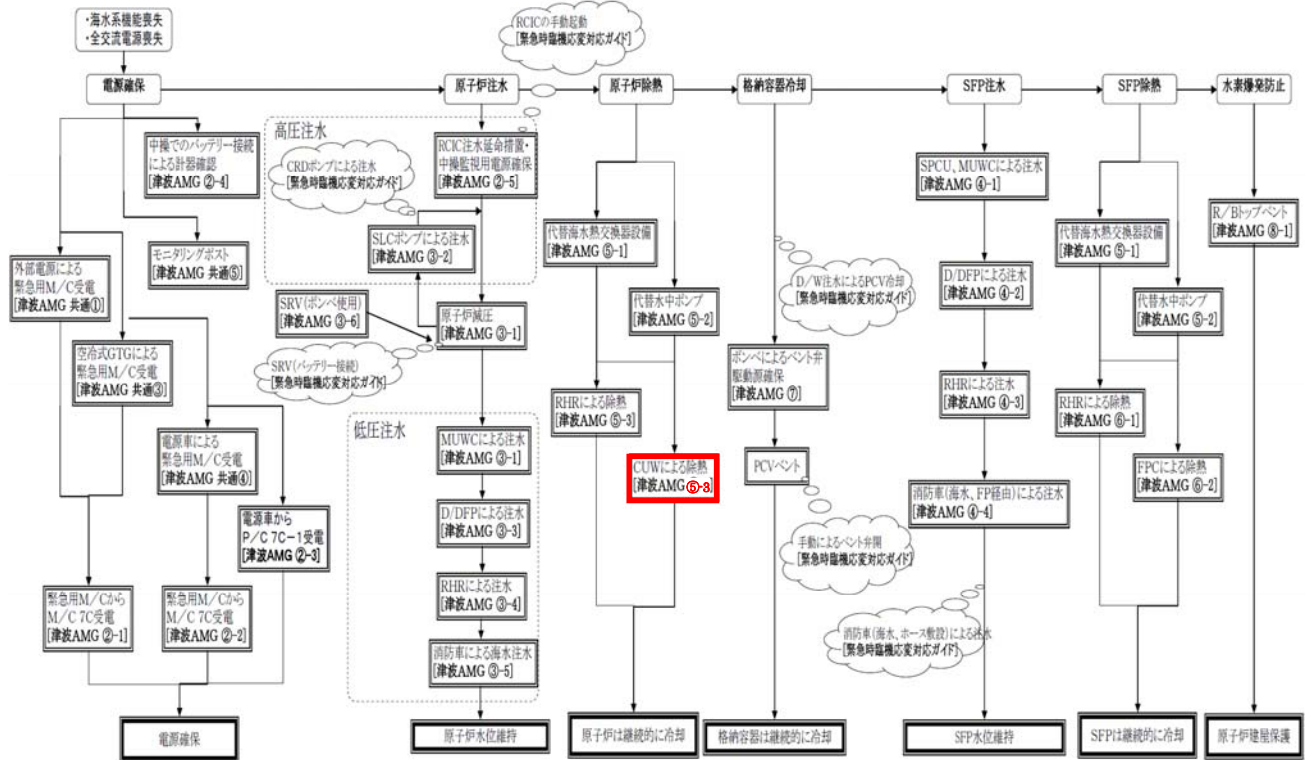 ・海水系機能喪失
・全交流電源喪失
RCICの手動起動
[緊急時臨機応変対応ガイド]
電源確保
原子炉注水
原子炉除熱
格納容器冷却
SFP注水
SFP除熱
水素爆発防止
中操でのバッテリー接続
による計器確認
[津波AMG ②-4]
モニタリングポスト
[津波AMG 共通⑤]
外部電源による
緊急用M/C受電
[津波AMG 共通①]
空冷式GTGによる
緊急用M/C受電
[津波AMG 共通③]
電源車による
緊急用M/C受電
[津波AMG 共通④]
電源車から
P/C 7C-1受電
[津波AMG ②-3]
緊急用M/Cから
M/C 7C受電
[津波AMG ②-1]
緊急用M/Cから
M/C 7C受電
[津波AMG ②-2]
電源確保
高圧注水
RCIC注水延命措置・
中操監視用電源確保
[津波AMG ②-5]
CRDポンプによる注水
[緊急時臨機応変対応ガイド]
SLCポンプによる注水
[津波AMG ③-2]
SRV(ボンベ使用)
[津波AMG ③-6]
原子炉減圧
[津波AMG ③-1]
SRV(バッテリー接続)
[緊急時臨機応変対応ガイド]
低圧注水
MUWCによる注水
[津波AMG ③-1]
D/DFPによる注水
[津波AMG ③-3]
RHRによる注水
[津波AMG ③-4]
消防車による海水注水
[津波AMG ③-5]
原子炉水位維持
代替海水熱交換器設備
[津波AMG ⑤-1]
代替水中ポンプ
[津波AMG ⑤-2]
RHRによる除熱
[津波AMG ⑤-3]
CUWによる除熱
[津波AMG ⑤-3]
原子炉は継続的に冷却
D/W注水によるPCV冷却
[緊急時臨機応変対応ガイド]
ボンベによるベント弁
駆動源確保
[津波AMG ⑦]
PCVベント
手動によるベント弁開
[緊急時臨機応変対応ガイド]
格納容器は継続的に冷却
SPCU、MUWCによる注水
[津波AMG ④-1]
D/DFPによる注水
[津波AMG ④-2]
RHRによる注水
[津波AMG ④-3]
消防車(海水、FP経由)による注水
[津波AMG ④-4]
消防車(海水、ホース敷設)による注水
[緊急時臨機応変対応ガイド]
SFP水位維持
代替海水熱交換器設備
[津波AMG ⑤-1]
代替水中ポンプ
[津波AMG ⑤-2]
RHRによる除熱
[津波AMG ⑥-1]
FPCによる除熱
[津波AMG ⑥-2]
SFPは継続的に冷却
R/Bトップベント
[津波AMG ⑧-1]
原子炉建屋保護